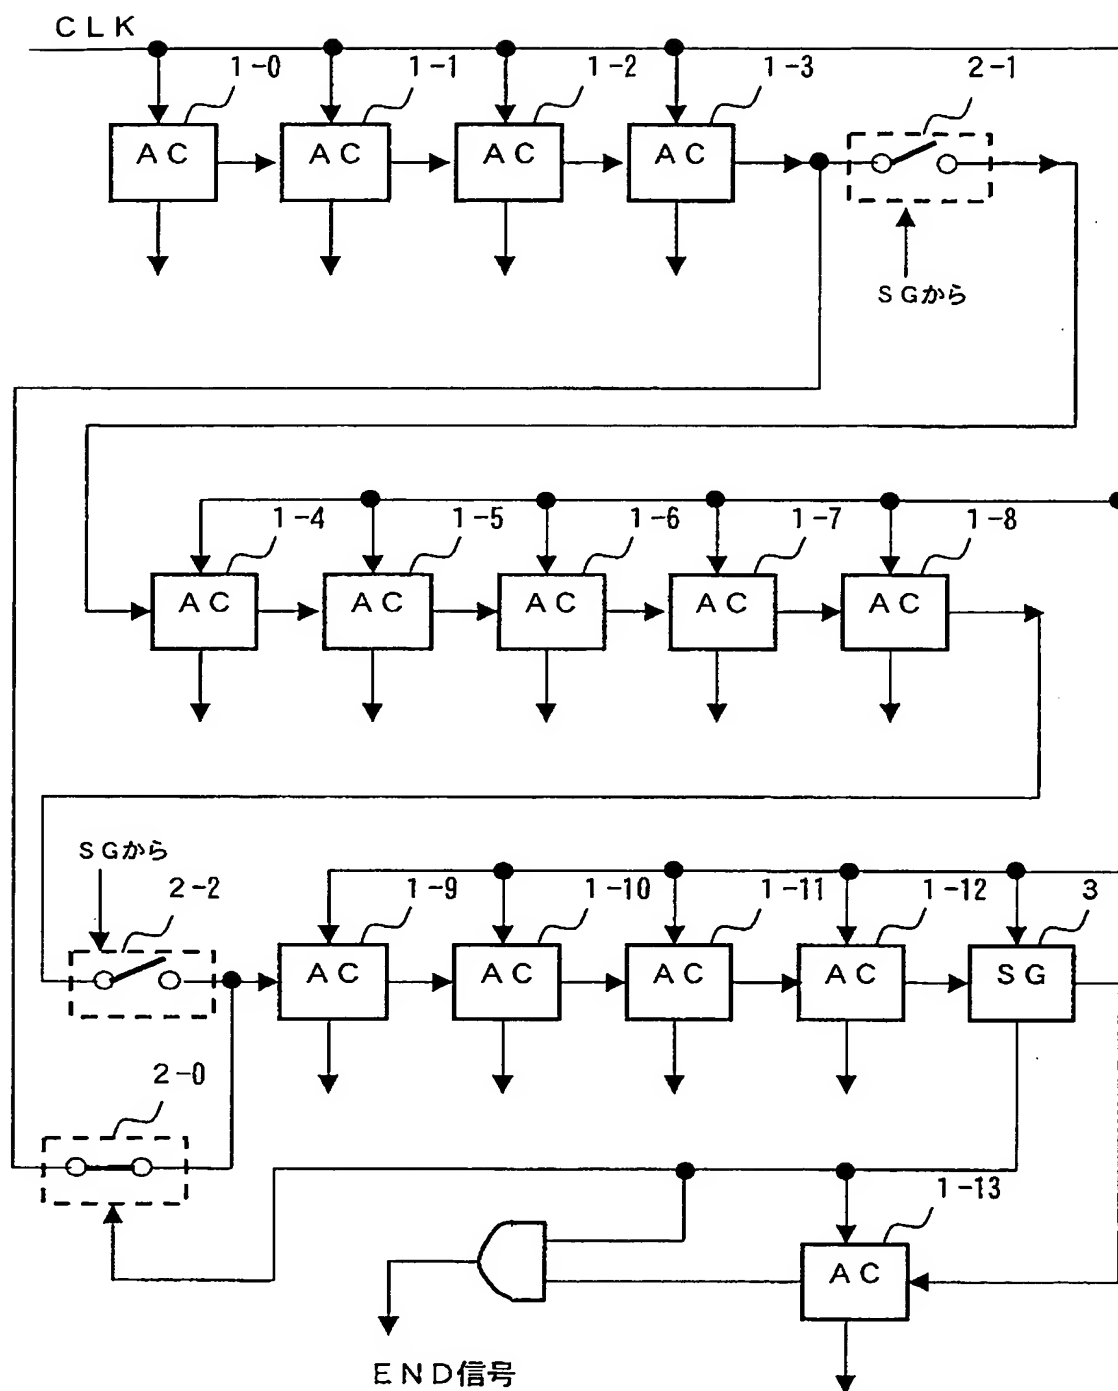 CLK
1-0 1-1 1-2 1-3 2-1
AC AC AC AC
SGから
1-4 1-5 1-6 1-7 1-8
AC AC AC AC AC
SGから
2-2 1-9 1-10 1-11 1-12 3
AC AC AC AC SG
2-0
1-13
AC
END信号